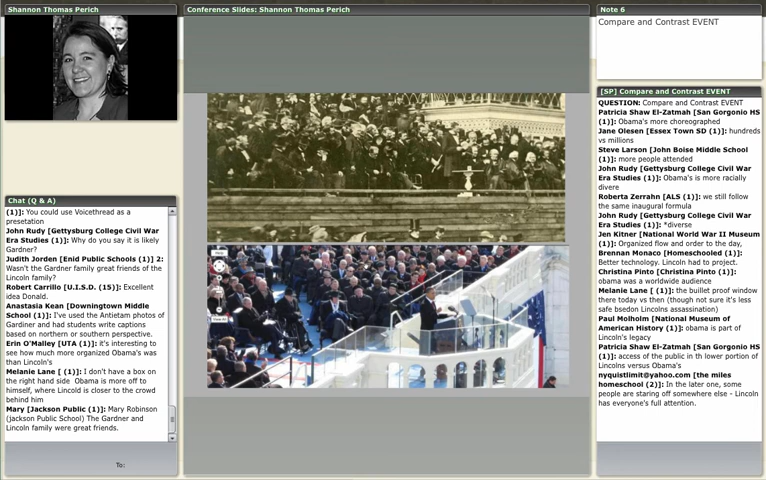 Shannon Thomas Perich
Conference Slides: Shannon Thomas Perich
Note 6
Compare and Contrast EVENT
Chat (Q & A)
(1)]: You could use Voicethread as a
presetation
John Rudy [Gettysburg College Civil War
Era Studies (1)]: Why do you say it is likely
Gardner?
Judith Jorden [Enid Public Schools (1)] 2:
Wasn't the Gardner family great friends of the
Lincoln family?
Robert Carrillo [U.I.S.D. (15)]: Excellent
idea Donald.
Anastasia Kean [Downingtown Middle
School (1)]: I've used the Antietam photos of
Gardner and had students write captions
based on northern or southern perspective.
Erin O'Malley [UTA (1)]: it's interesting to
see how much more organized Obama's was
than Lincoln's
Melanie Lane [ (1)]: I don't have a box on
the right hand side Obama is more off to
himself, where Lincold is closer to the crowd
behind him
Mary [Jackson Public (1)]: Mary Robinson
(jackson Public School) The Gardner and
Lincoln family were great friends.
To:
[SP] Compare and Contrast EVENT
QUESTION: Compare and Contrast EVENT
Patricia Shaw El-Zatmah [San Gorgonio HS
(1)]: Obama's more choreographed
Jane Olesen [Essex Town SD (1)]: hundreds
vs millions
Steve Larson [John Boise Middle School
(1)]: more people attended
John Rudy [Gettysburg College Civil War
Era Studies (1)]: Obama's is more racially
divere
Roberta Zerrahn [ALS (1)]: we still follow
the same inaugural formula
John Rudy [Gettysburg College Civil War
Era Studies (1)]: *diverse
Jen Kitner [National World War II Museum
(1)]: Organized flow and order to the day,
Brennan Monaco [Homeschooled (1)]:
Better technology. Lincoln had to project.
Christina Pinto [Christina Pinto (1)]:
obama was a worldwide audience
Melanie Lane [ (1)]: the bulllet proof window
there today vs then (though not sure it's less
safe bsedon Lincolns assassination)
Paul Molholm [National Museum of
American History (1)]: obama is part of
Lincoln's legacy
Patricia Shaw El-Zatmah [San Gorgonio HS
(1)]: access of the public in th lower portion of
Lincolns versus Obama's
nyquistlimit@yahoo.com [the miles
homeschool (2)]: In the later one, some
people are staring off somewhere else - Lincoln
has everyone's full attention.